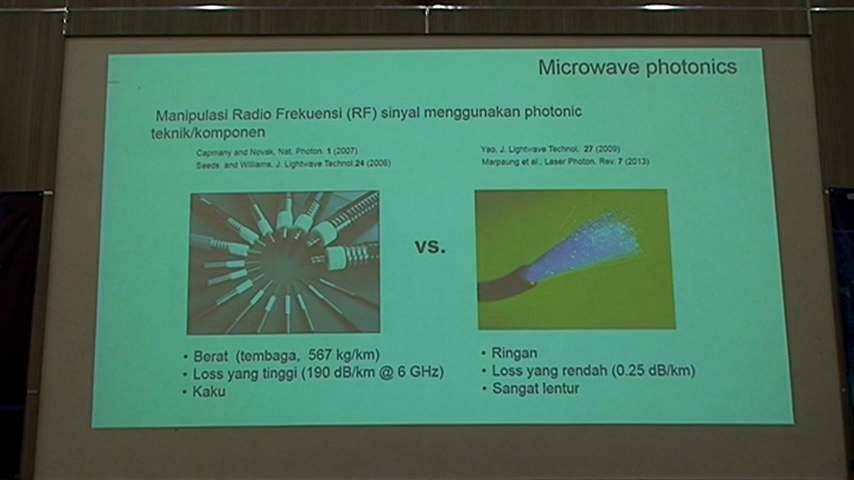 Microwave photonics
Manipulasi Radio Frekuensi (RF) sinyal menggunakan photonic
teknik/komponen
Capmany and Novak, Nat. Photon. 1 (2007)
Seeds and Williams, J. Lightwave Technol.24 (2006)
Yao, J. Lightwave Technol. 27 (2009)
Marpaung et al., Laser Photon. Rev. 7 (2013)
vs.
• Berat (tembaga, 567 kg/km)
• Loss yang tinggi (190 dB/km @ 6 GHz)
• Kaku
• Ringan
• Loss yang rendah (0.25 dB/km)
• Sangat lentur